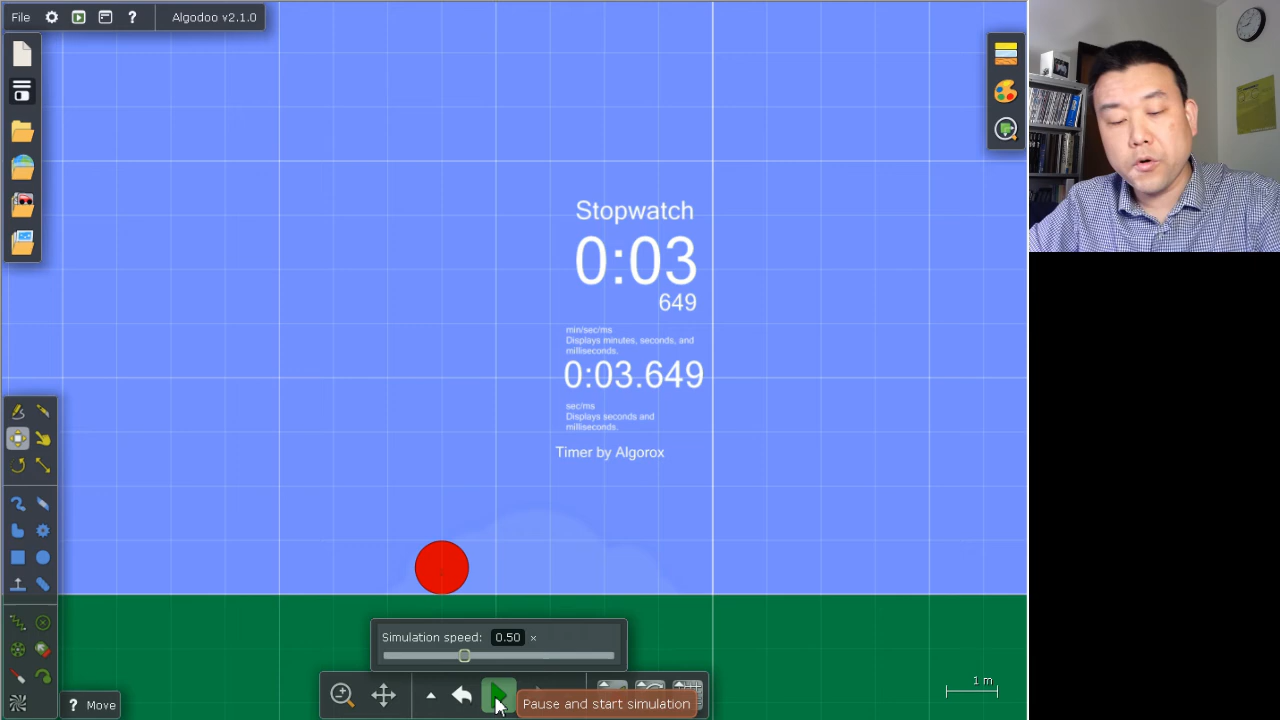 File
?
Algodoo v2.1.0
Stopwatch
0:03
649
min/sec/ms
Displays minutes, seconds, and
milliseconds.
0:03.649
sec/ms
Displays seconds and
milliseconds.
Timer by Algorox
Simulation speed: 0.50 ×
Pause and start simulation
1 m
? Move